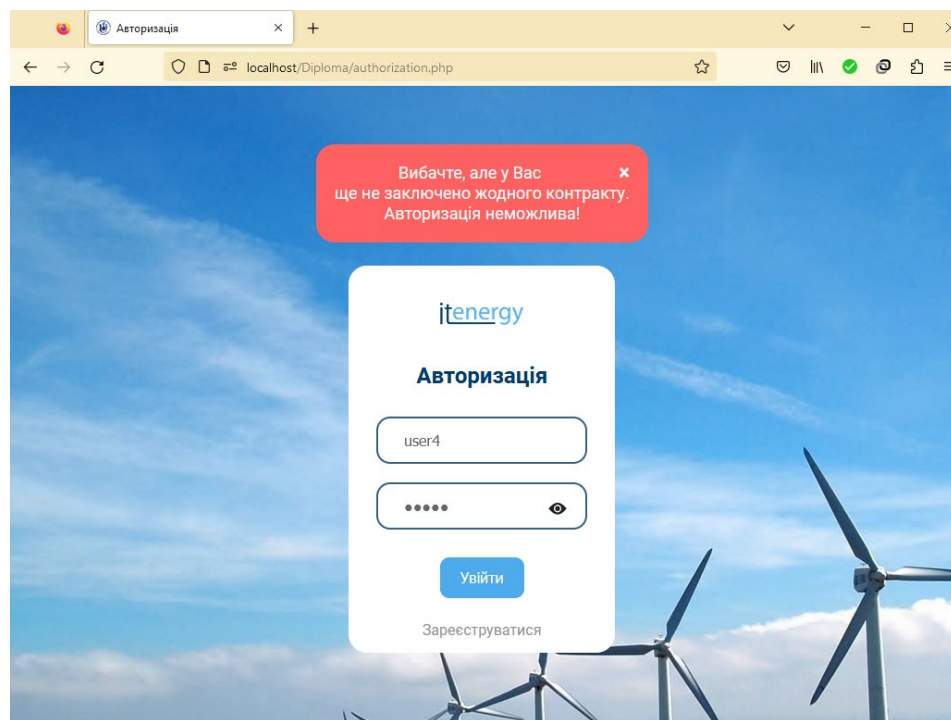 Авторизація
localhost/Diploma/authorization.php
Вибачте, але у Вас
ще не заключено жодного контракту.
Авторизація неможлива!
itenergy
Авторизація
user4
Увійти
Зареєструватися